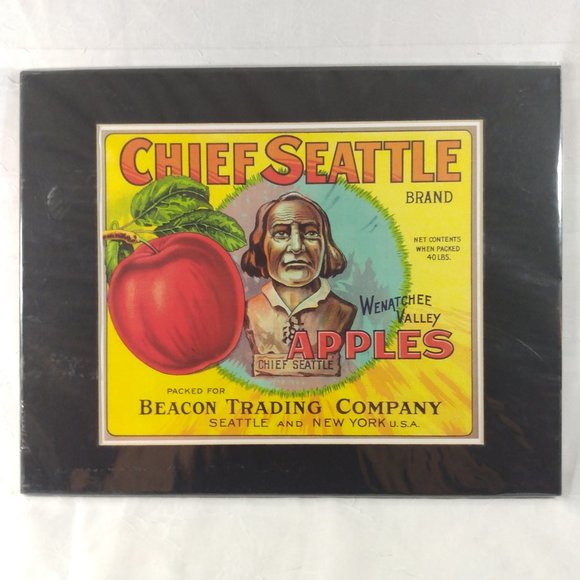 CHIEF SEATTLE
BRAND
NET CONTENTS
WHEN PACKED
40 LBS.
WENATCHEE
VALLEY
APPLES
CHIEF SEATTLE
PACKED FOR
BEACON TRADING COMPANY
SEATTLE AND NEW YORK U.S.A.